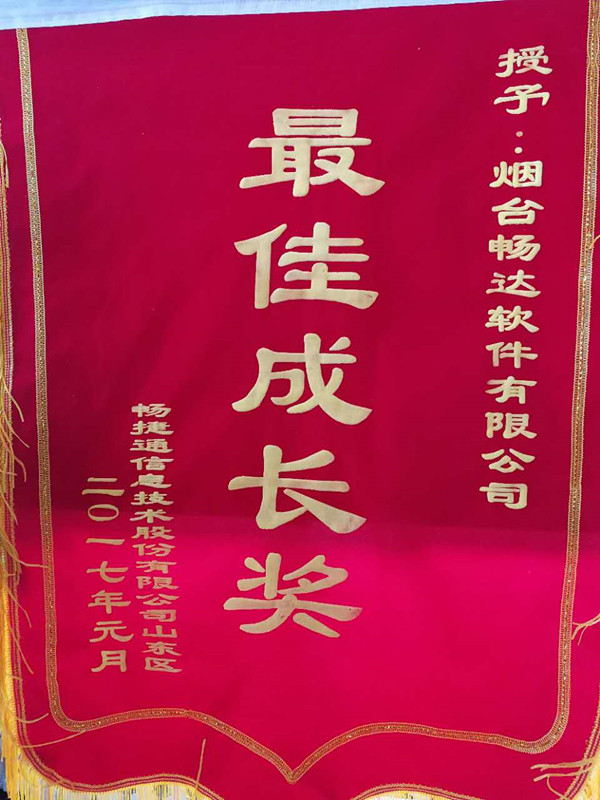 授予：烟台畅达软件有限公司
最佳成长奖
畅捷通信息技术股份有限公司山东区
二〇一七年元月